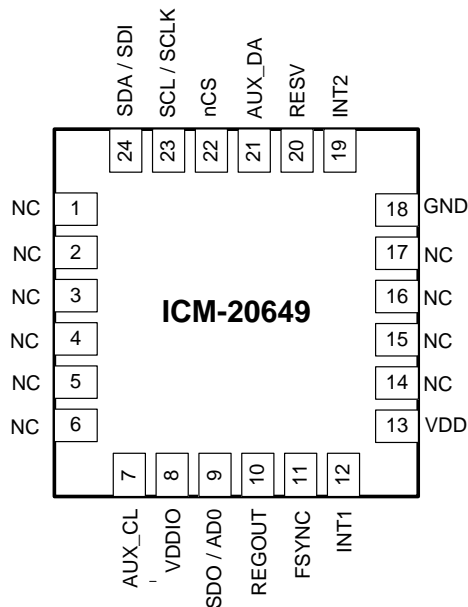 SDA / SDI
SCL / SCLK
nCS
AUX_DA
RESV
INT2
24
23
22
21
20
19
NC 1
NC 2
NC 3
NC 4
NC 5
NC 6
ICM-20649
18 GND
17 NC
16 NC
15 NC
14 NC
13 VDD
7
8
9
10
11
12
AUX_CL
VDDIO
SDO / AD0
REGOUT
FSYNC
INT1